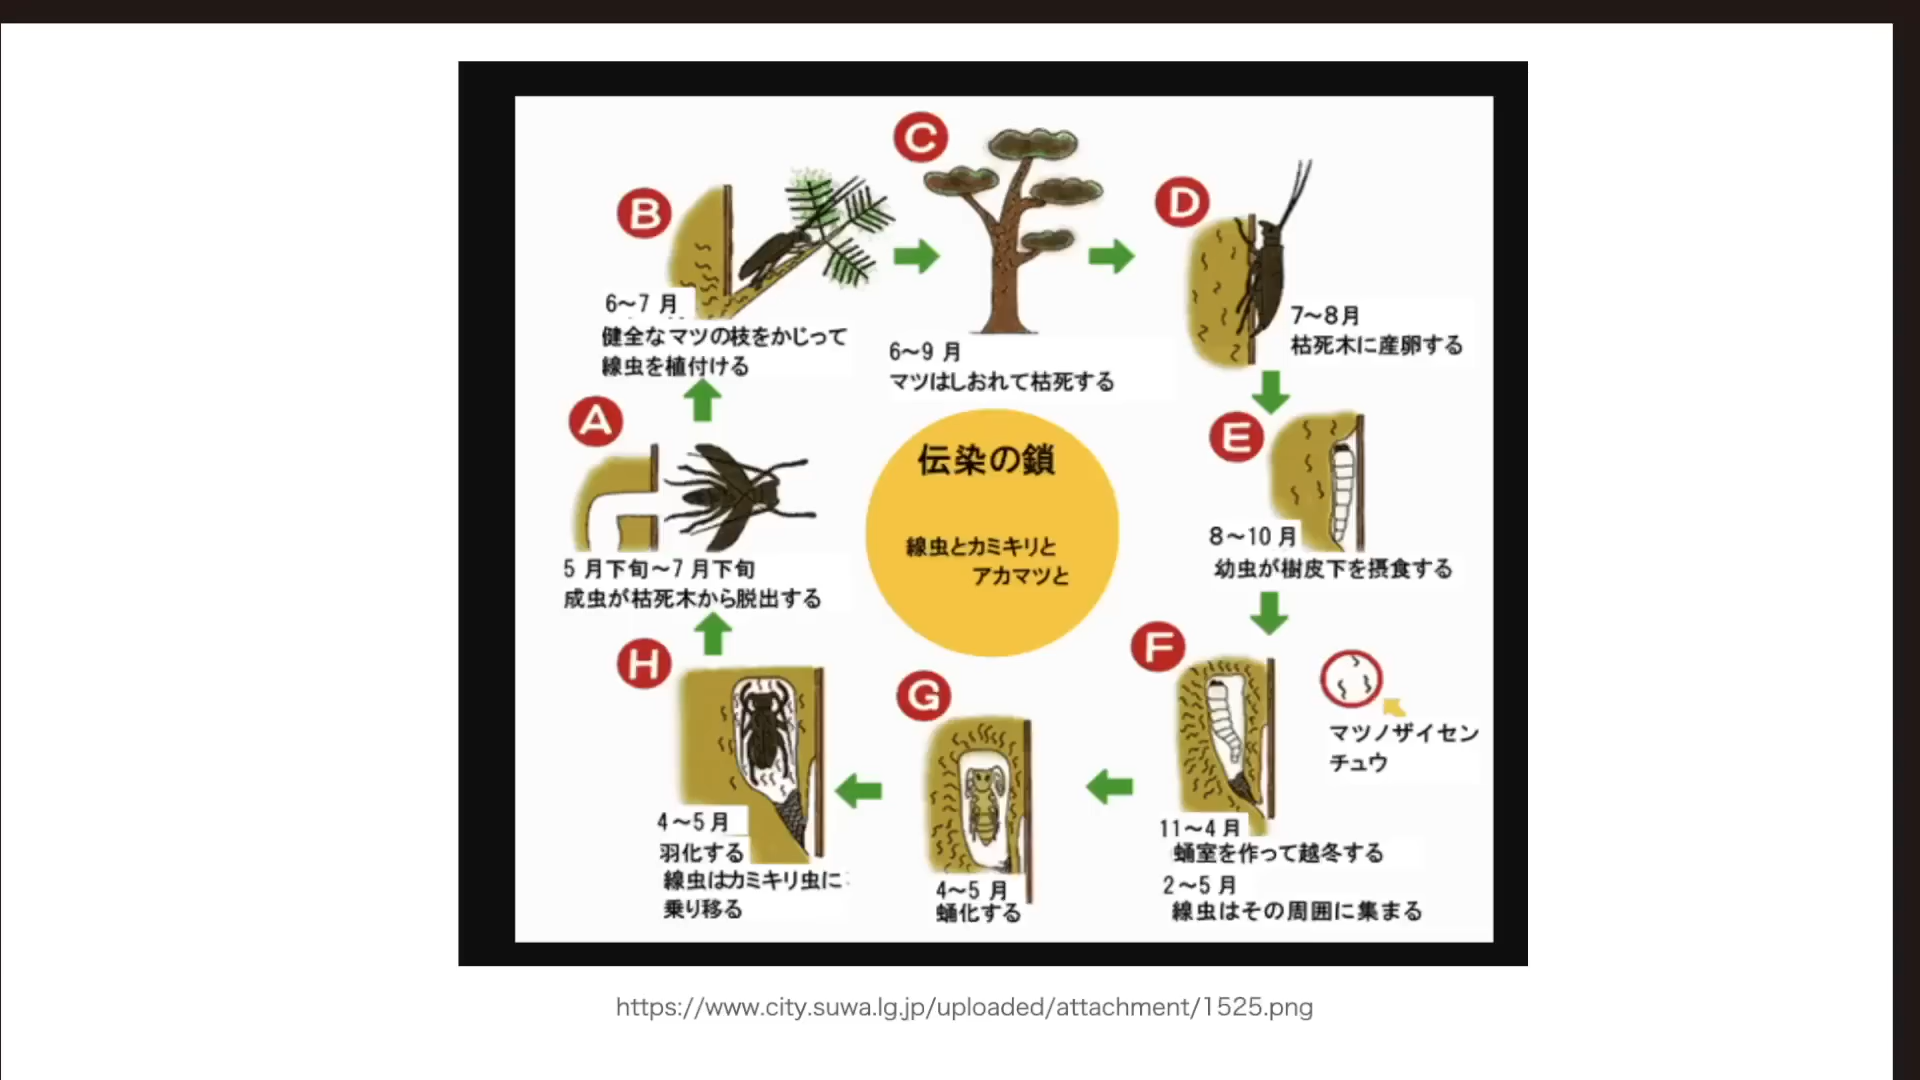 C
B
D
6～7 月
健全なマツの枝をかじって
線虫を植付ける
6～9 月
マツはしおれて枯死する
7～8月
枯死木に産卵する
A
5 月下旬～7 月下旬
成虫が枯死木から脱出する
伝染の鎖
線虫とカミキリと
アカマツと
E
8～10 月
幼虫が樹皮下を摂食する
H
4～5月
羽化する
線虫はカミキリ虫に
乗り移る
G
4～5 月
蛹化する
F
マツノザイセン
チュウ
11～4 月
蛹室を作って越冬する
2～5 月
線虫はその周囲に集まる
https://www.city.suwa.lg.jp/uploaded/attachment/1525.png